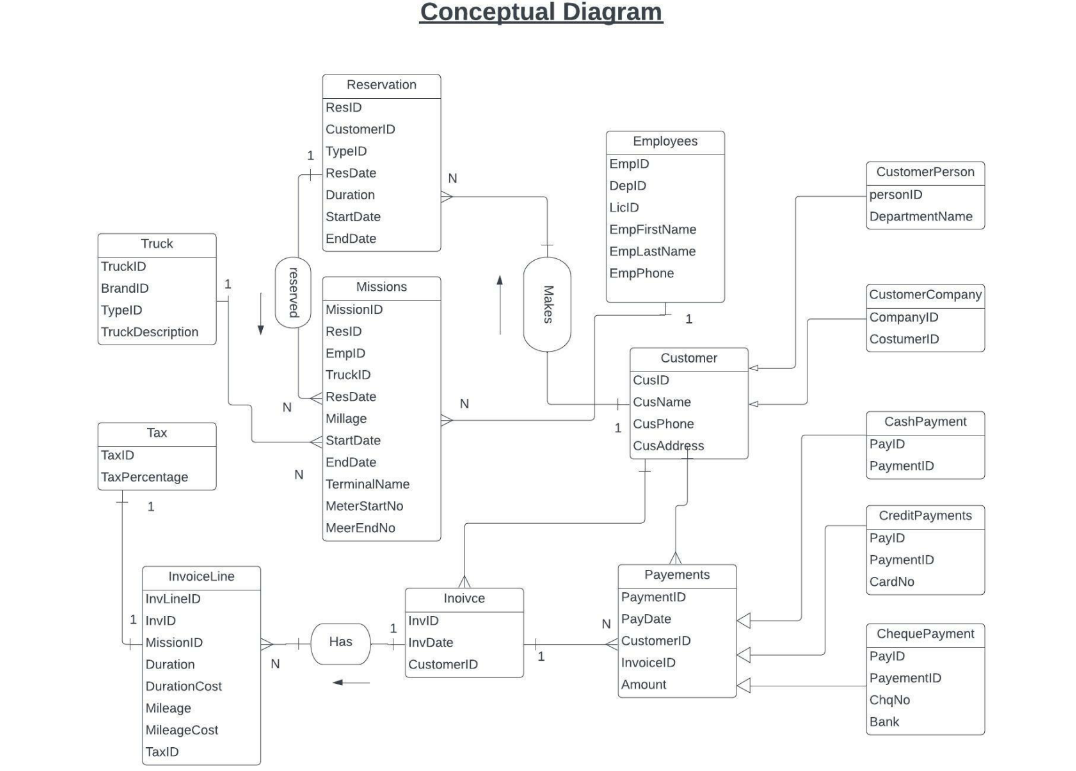 Conceptual Diagram
Reservation
ResID
CustomerID
TypeID
ResDate
Duration
StartDate
EndDate
1
N
Employees
EmpID
DepID
LicID
EmpFirstName
EmpLastName
EmpPhone
1
CustomerPerson
personID
DepartmentName
Truck
TruckID
BrandID
TypeID
TruckDescription
1
reserved
Makes
Missions
MissionID
ResID
EmpID
TruckID
ResDate
Millage
StartDate
EndDate
TerminalName
MeterStartNo
MeerEndNo
N
N
N
CustomerCompany
CompanyID
CostumerID
Customer
CusID
CusName
CusPhone
CusAddress
1
Tax
TaxID
TaxPercentage
1
1
CashPayment
PayID
PaymentID
CreditPayments
PayID
PaymentID
CardNo
InvoiceLine
InvLineID
InvID
MissionID
Duration
DurationCost
Mileage
MileageCost
TaxID
N
Has
1
Inoivce
InvID
InvDate
CustomerID
1
N
Payements
PaymentID
PayDate
CustomerID
InvoiceID
Amount
ChequePayment
PayID
PayementID
ChqNo
Bank